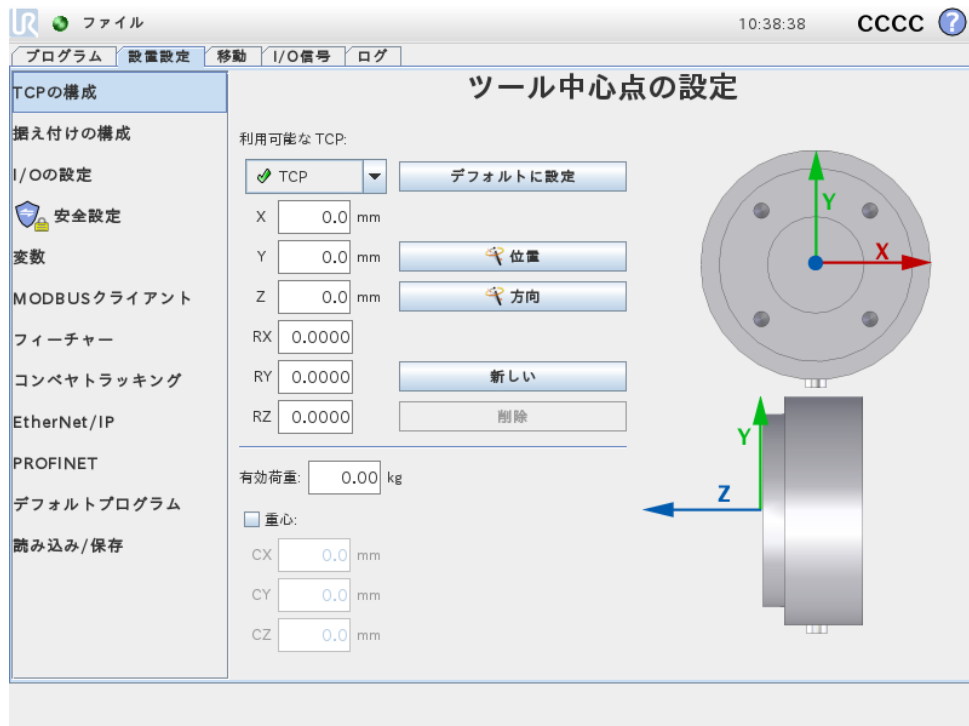 UR ファイル 10:38:38 CCCC ?
プログラム 設置設定 移動 I/O信号 ログ
TCPの構成
据え付けの構成
I/Oの設定
安全設定
変数
MODBUSクライアント
フィーチャー
コンベヤトラッキング
EtherNet/IP
PROFINET
デフォルトプログラム
読み込み/保存
ツール中心点の設定
利用可能な TCP:
TCP デフォルトに設定
X 0.0 mm
Y 0.0 mm 位置
Z 0.0 mm 方向
RX 0.0000
RY 0.0000 新しい
RZ 0.0000 削除
有効荷重: 0.00 kg
重心:
CX 0.0 mm
CY 0.0 mm
CZ 0.0 mm
Y
X
Y
Z